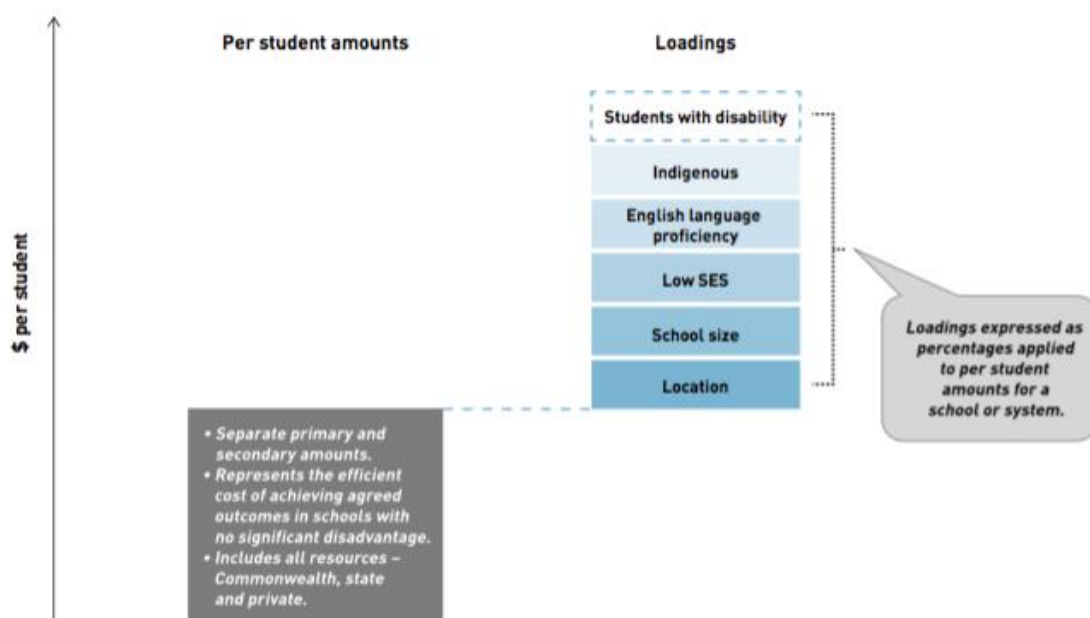 Per student amounts
Loadings
$ per student
Students with disability
Indigenous
English language
proficiency
Low SES
School size
Location
Loadings expressed as
percentages applied
to per student
amounts for a
school or system.
• Separate primary and
secondary amounts.
• Represents the efficient
cost of achieving agreed
outcomes in schools with
no significant disadvantage.
• Includes all resources –
Commonwealth, state
and private.